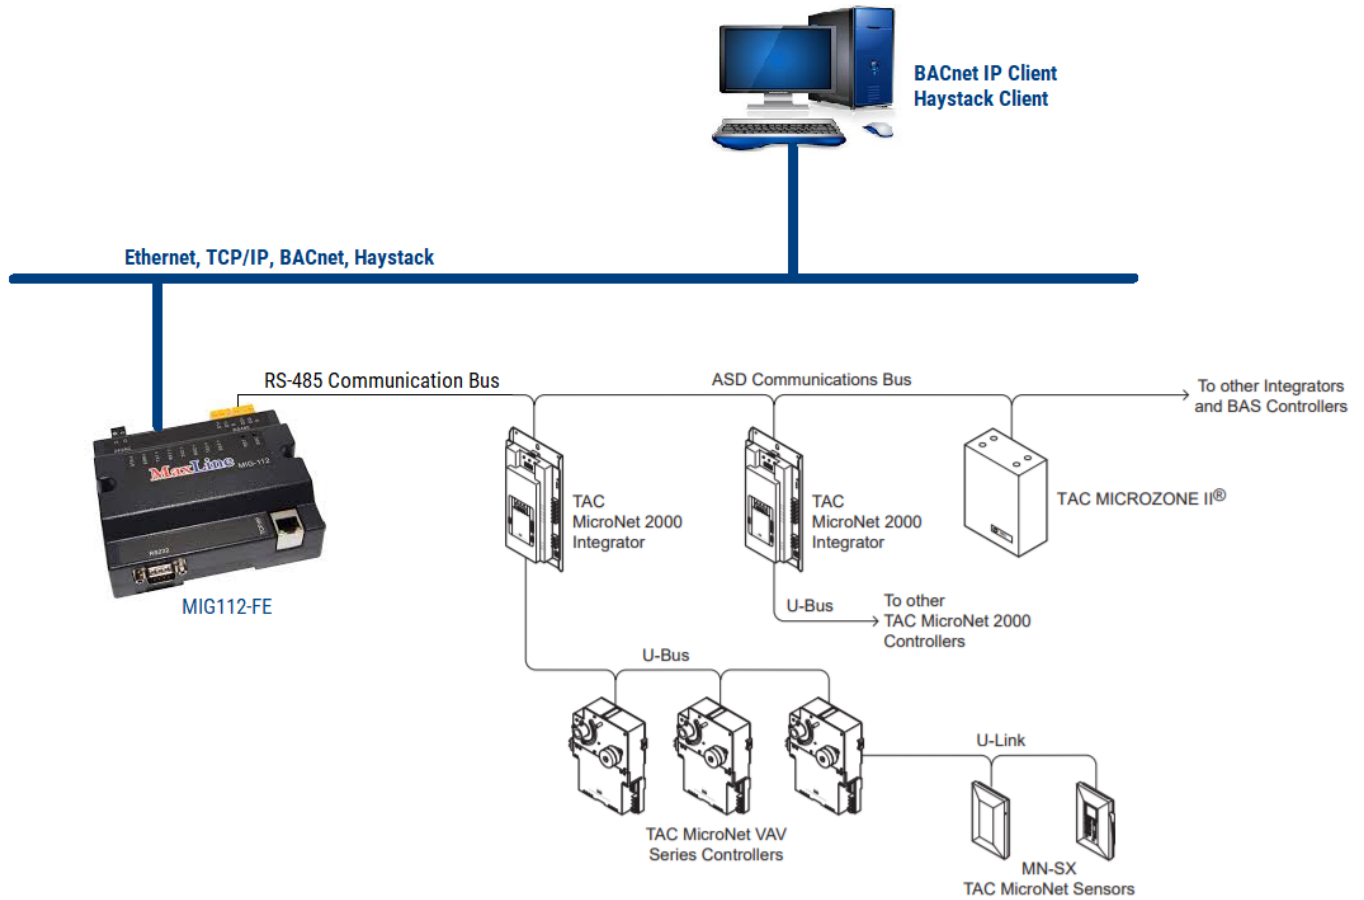 BACnet IP Client
Haystack Client
Ethernet, TCP/IP, BACnet, Haystack
RS-485 Communication Bus
ASD Communications Bus
To other Integrators
and BAS Controllers
MaxLine MIG-112
RS232
MIG112-FE
TAC
MicroNet 2000
Integrator
TAC
MicroNet 2000
Integrator
TAC MICROZONE II®
U-Bus
To other
TAC MicroNet 2000
Controllers
U-Bus
U-Link
TAC MicroNet VAV
Series Controllers
MN-SX
TAC MicroNet Sensors